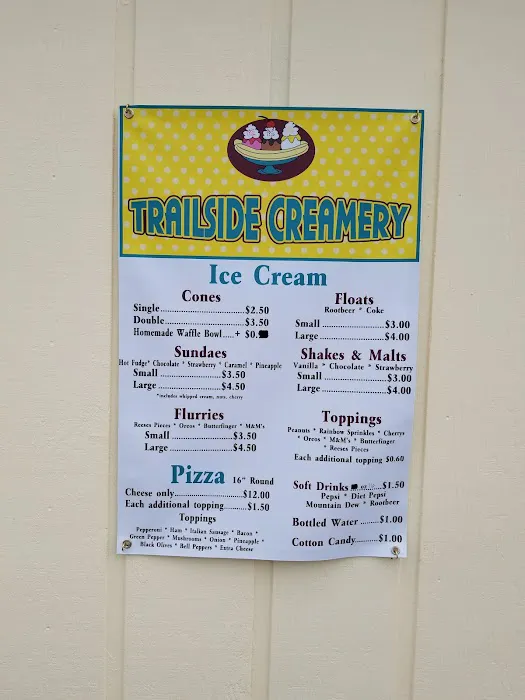 TRAILSIDE CREAMERY
Ice Cream
Cones
Single...................$2.50
Double...................$3.50
Homemade Waffle Bowl.....+ $0.
Sundaes
Hot Fudge* Chocolate * Strawberry * Caramel * Pineapple
Small ...................$3.50
Large ...................$4.50
*includes whipped cream, nuts, cherry
Flurries
Reeses Pieces * Oreos * Butterfinger * M&M's
Small ...................$3.50
Large ...................$4.50
Floats
Rootbeer * Coke
Small ...................$3.00
Large....................$4.00
Shakes & Malts
Vanilla * Chocolate * Strawberry
Small ...................$3.00
Large ...................$4.00
Toppings
Peanuts * Rainbow Sprinkles * Cherrys
* Oreos * M&M's * Butterfinger
* Reeses Pieces
Each additional topping $0.60
Pizza 16" Round
Cheese only..............$12.00
Each additional topping.........$1.50
Toppings
Pepperoni * Ham * Italian Sausage * Bacon *
Green Pepper * Mushrooms * Onion * Pineapple *
Black Olives * Bell Peppers * Extra Cheese
Soft Drinks ......$1.50
Pepsi * Diet Pepsi
Mountain Dew * Rootbeer
Bottled Water .......$1.00
Cotton Candy.........$1.00